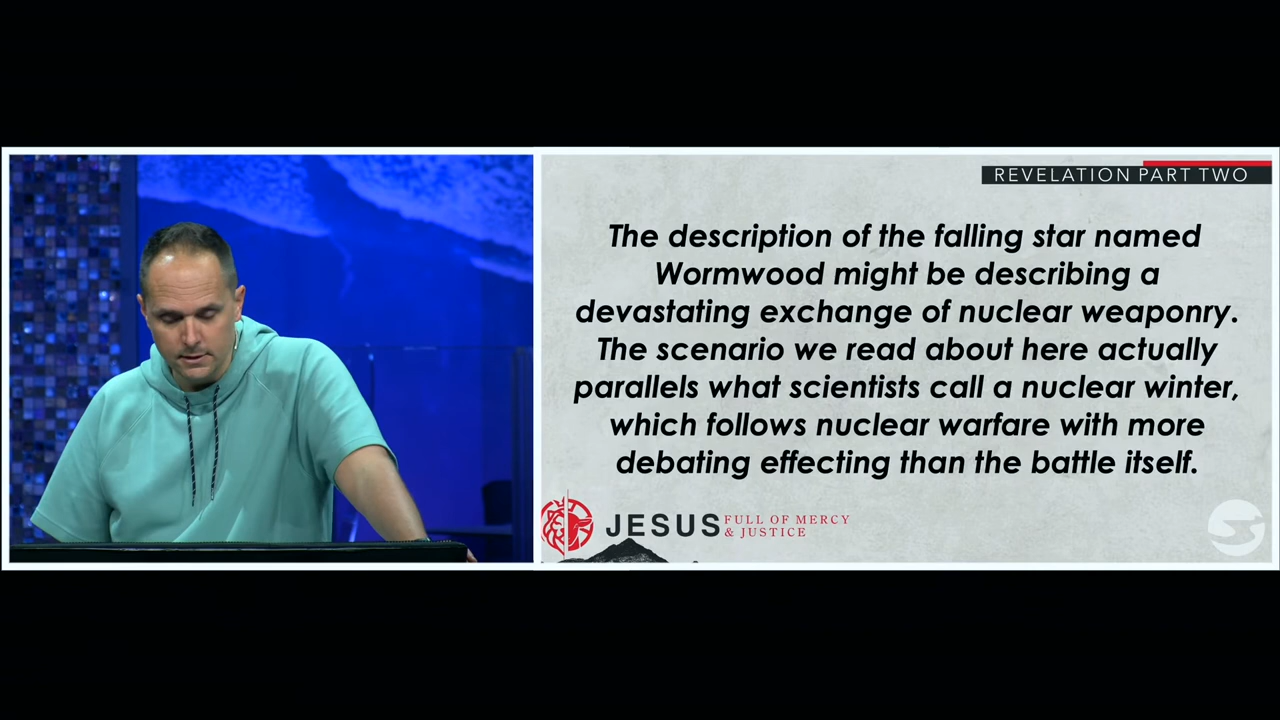 REVELATION PART TWO
The description of the falling star named
Wormwood might be describing a
devastating exchange of nuclear weaponry.
The scenario we read about here actually
parallels what scientists call a nuclear winter,
which follows nuclear warfare with more
debating effecting than the battle itself.
JESUS FULL OF MERCY
& JUSTICE